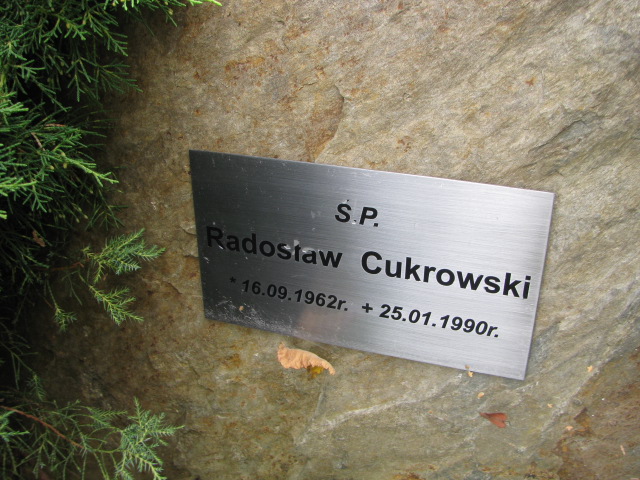 Ś.P.
Radosław Cukrowski
* 16.09.1962r. + 25.01.1990r.